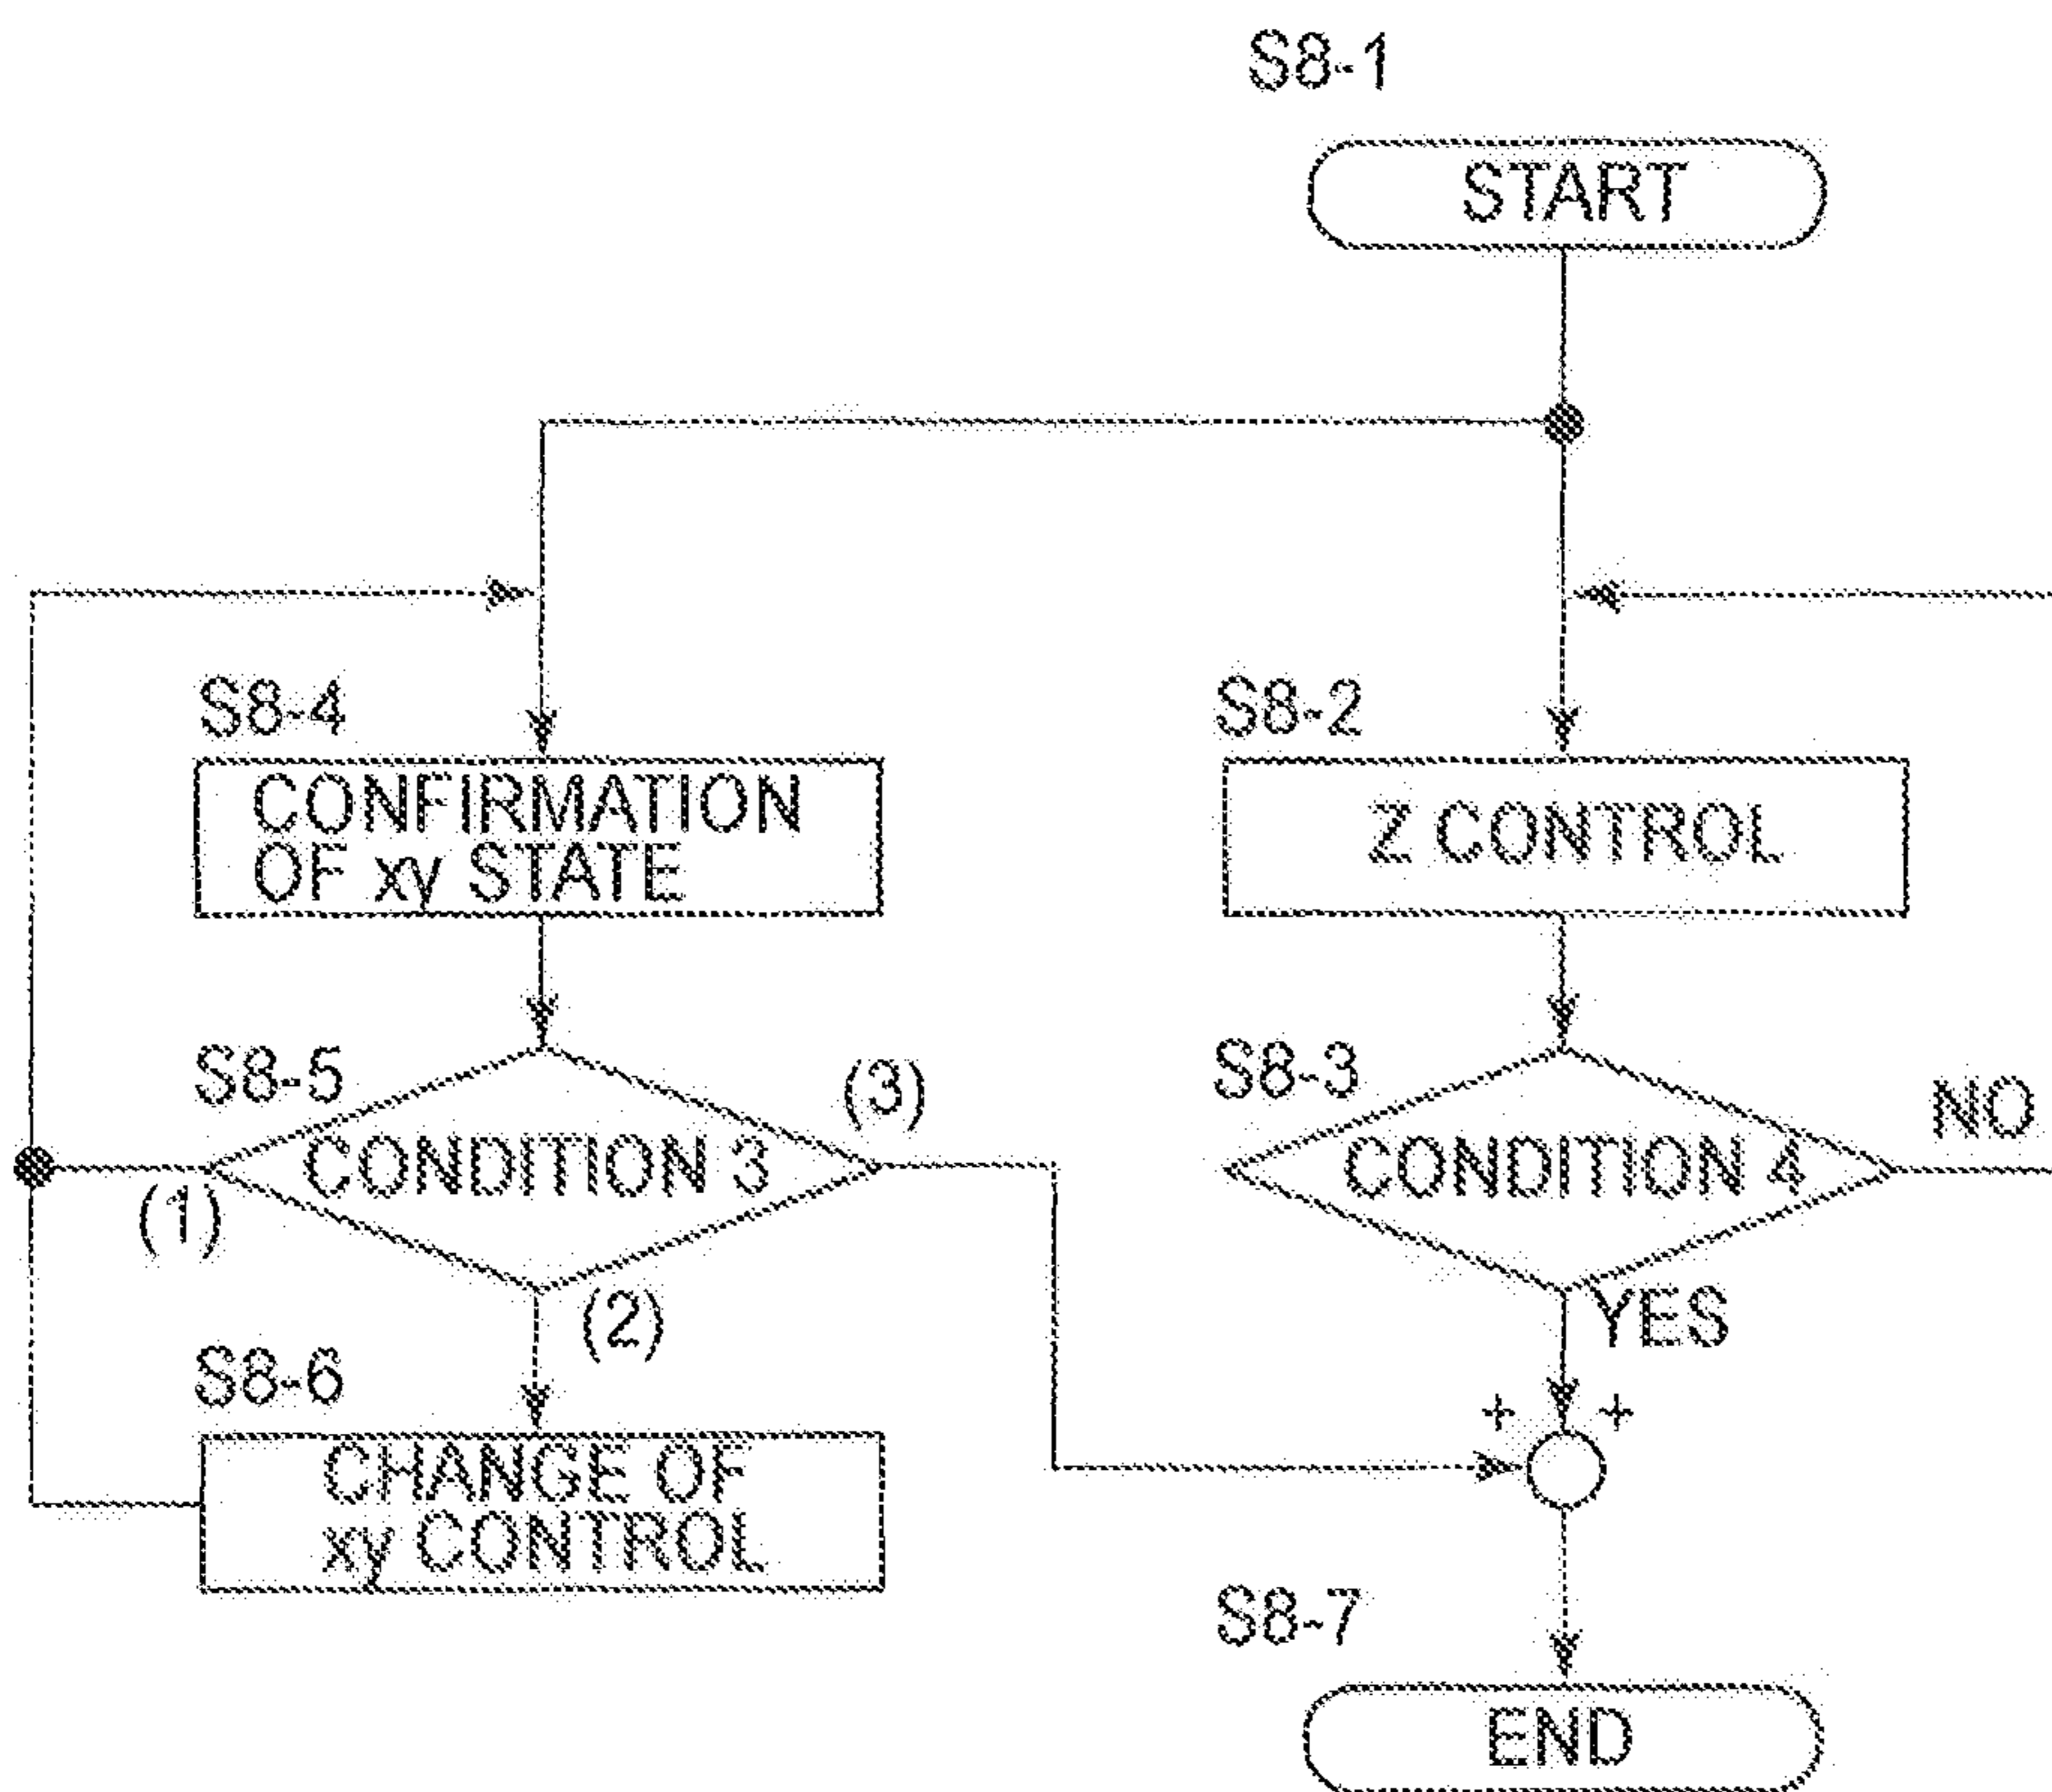 S8-1
START
S8-4
CONFIRMATION
OF xy STATE
S8-2
Z CONTROL
S8-5
(3)
CONDITION 3
(1)
(2)
S8-3
NO
CONDITION 4
YES
S8-6
CHANGE OF
xy CONTROL
+ +
S8-7
END